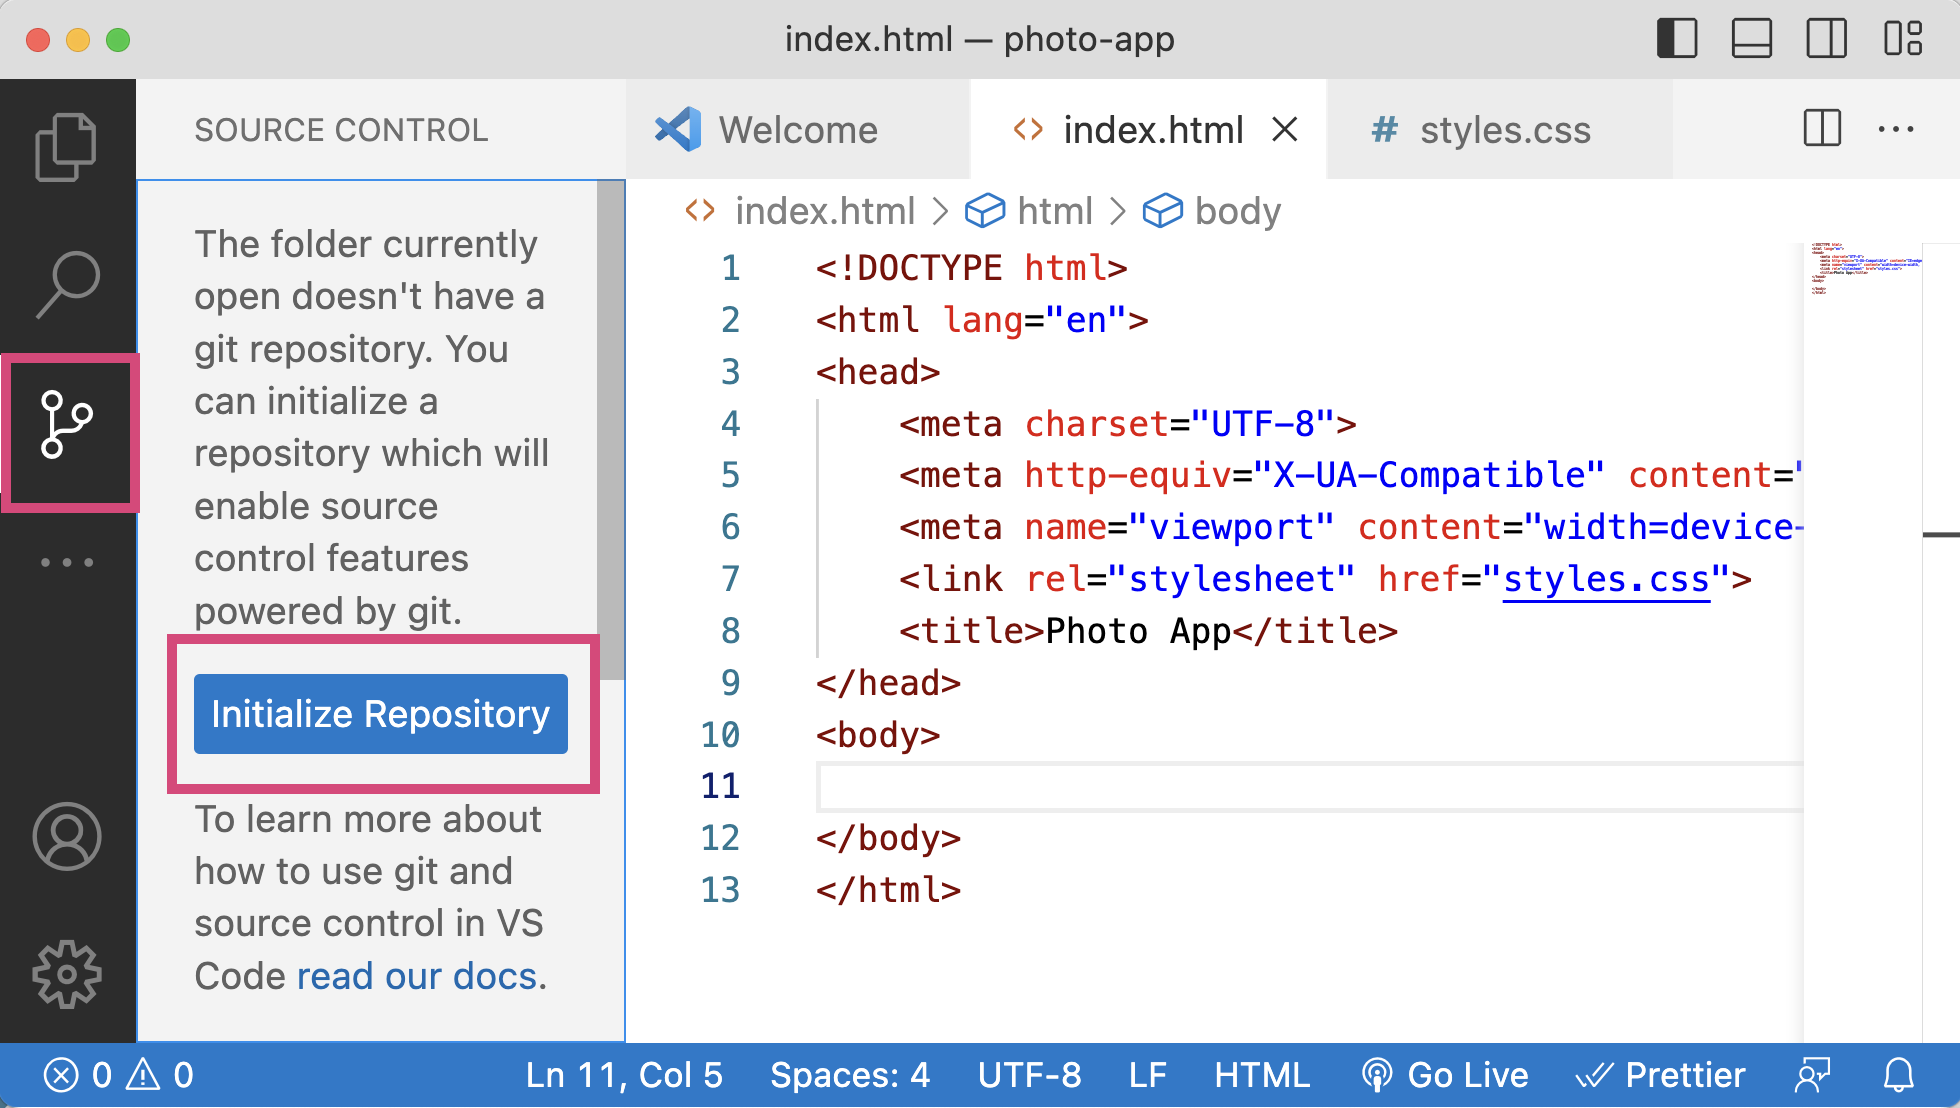 index.html — photo-app
SOURCE CONTROL
The folder currently
open doesn't have a
git repository. You
can initialize a
repository which will
enable source
control features
powered by git.
Initialize Repository
To learn more about
how to use git and
source control in VS
Code read our docs.
Welcome
index.html
# styles.css
index.html > html > body
1 <!DOCTYPE html>
2 <html lang="en">
3 <head>
4 <meta charset="UTF-8">
5 <meta http-equiv="X-UA-Compatible" content="
6 <meta name="viewport" content="width=device-
7 <link rel="stylesheet" href="styles.css">
8 <title>Photo App</title>
9 </head>
10 <body>
11
12 </body>
13 </html>
0 0 Ln 11, Col 5 Spaces: 4 UTF-8 LF HTML Go Live Prettier